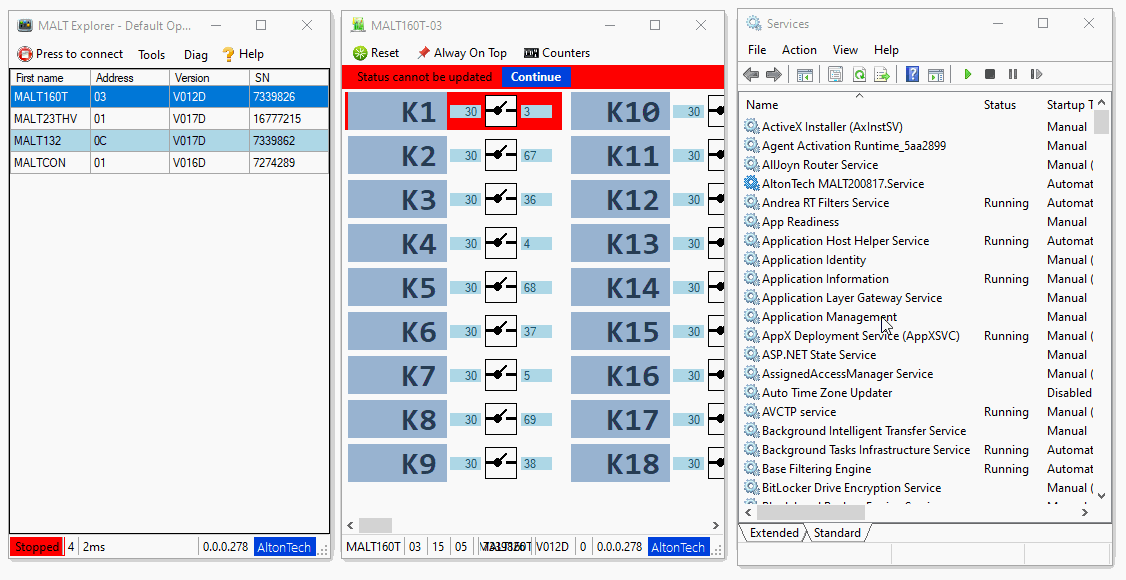 MALT Explorer - Default Op...
Press to connect Tools Diag Help
First name Address Version SN
MALT160T 03 V012D 7339826
MALT23THV 01 V017D 16777215
MALT132 0C V017D 7339862
MALTCON 01 V016D 7274289
Stopped 4 2ms 0.0.0.278 AltonTech
MALT160T-03
Reset Alway On Top Counters
Status cannot be updated Continue
K1 30 3 K10 30
K2 30 67 K11 30
K3 30 36 K12 30
K4 30 4 K13 30
K5 30 68 K14 30
K6 30 37 K15 30
K7 30 5 K16 30
K8 30 69 K17 30
K9 30 38 K18 30
MALT160T 03 15 05 V012D 0 0.0.0.278 AltonTech
Services
File Action View Help
Name Status Startup T
ActiveX Installer (AxInstSV) Manual
Agent Activation Runtime_5aa2899 Manual
AllJoyn Router Service Manual (
AltonTech MALT200817.Service Automat
Andrea RT Filters Service Running Automat
App Readiness Manual
Application Host Helper Service Running Automat
Application Identity Manual (
Application Information Running Manual (
Application Layer Gateway Service Manual
Application Management Manual
AppX Deployment Service (AppXSVC) Running Manual (
ASP.NET State Service Manual
AssignedAccessManager Service Manual (
Auto Time Zone Updater Disabled
AVCTP service Running Manual (
Background Intelligent Transfer Service Manual
Background Tasks Infrastructure Service Running Automat
Base Filtering Engine Running Automat
BitLocker Drive Encryption Service Manual (
Extended Standard